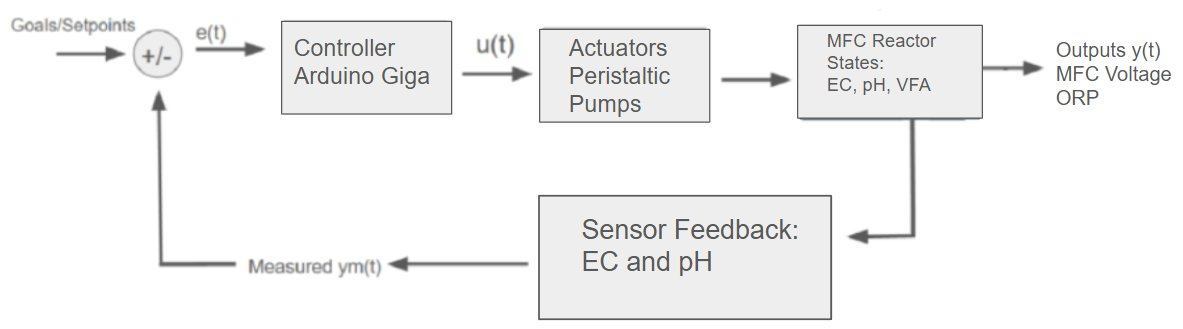 Goals/Setpoints
+/-
e(t)
Controller
Arduino Giga
u(t)
Actuators
Peristaltic
Pumps
MFC Reactor
States:
EC, pH, VFA
Outputs y(t)
MFC Voltage
ORP
Sensor Feedback:
EC and pH
Measured ym(t)